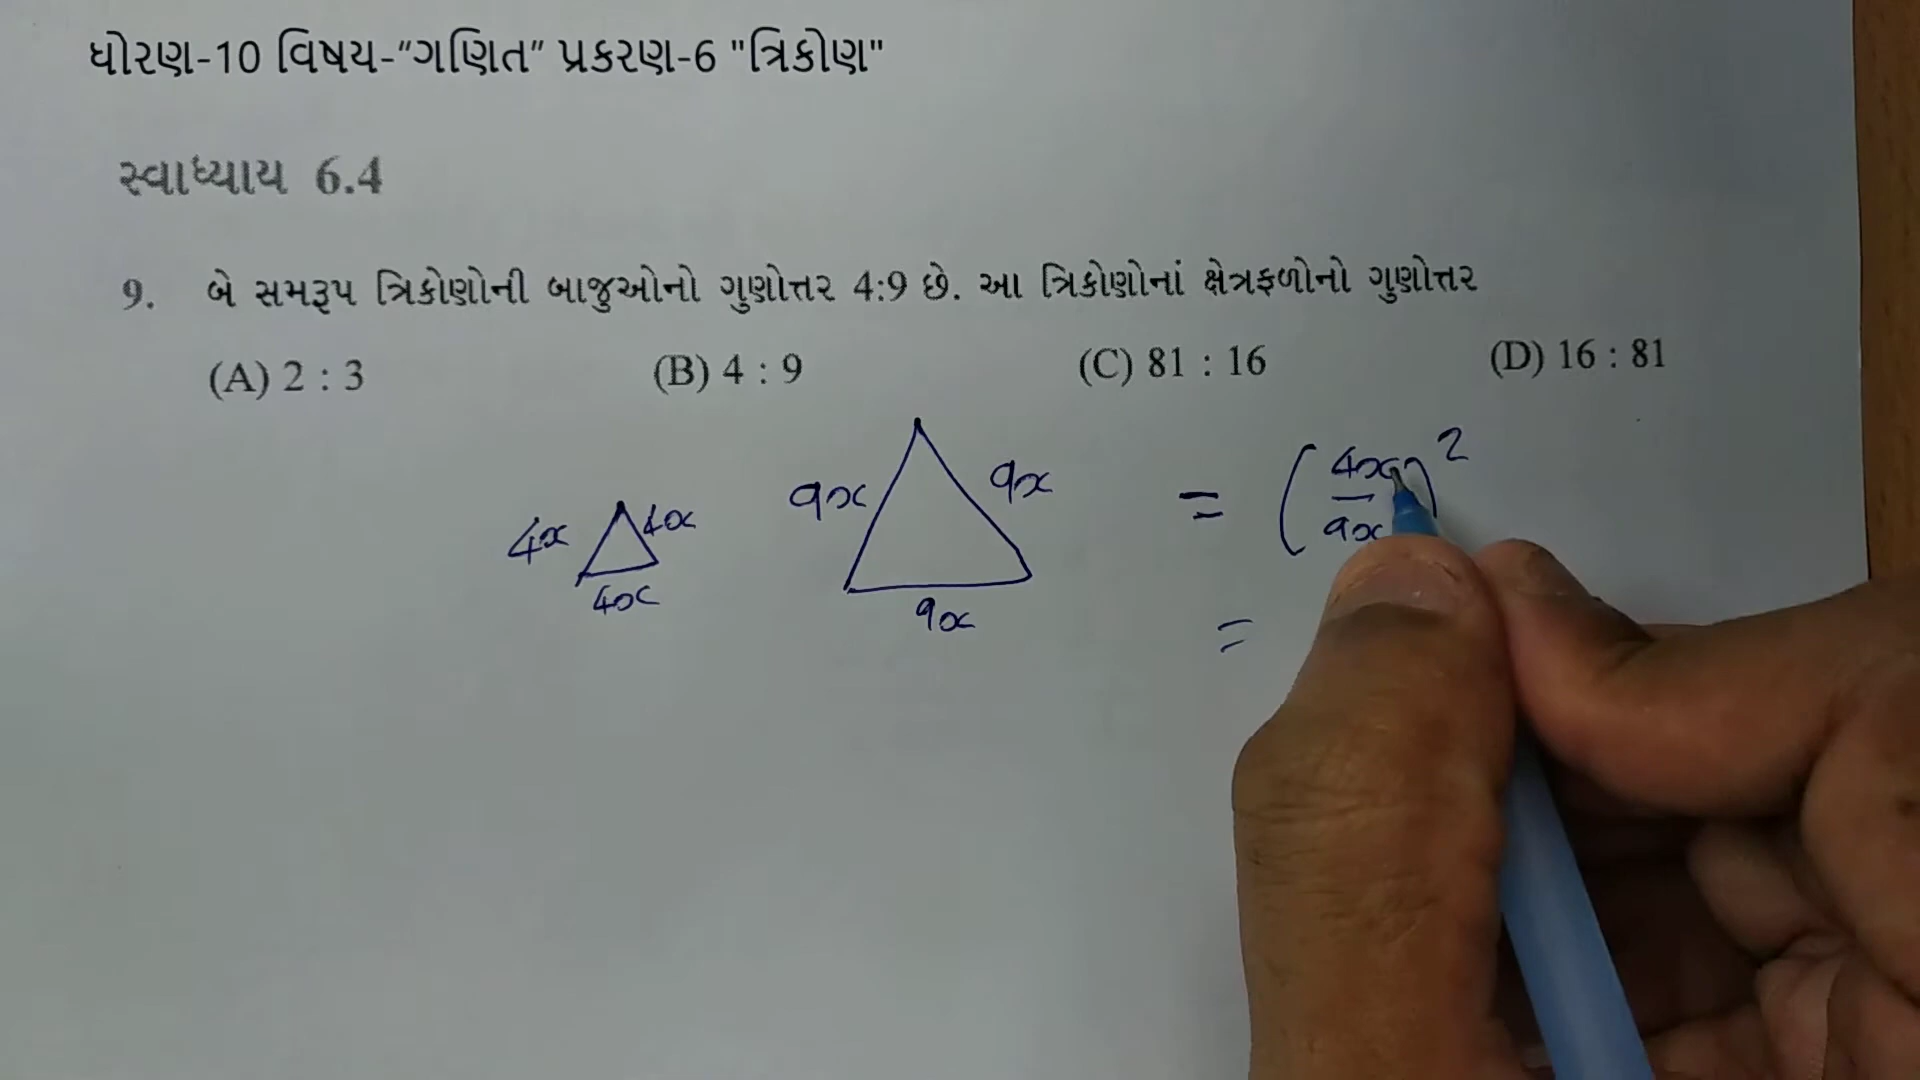 ધોરણ-10 વિષય-"ગણિત" પ્રકરણ-6 "ત્રિકોણ"
સ્વાધ્યાય 6.4
9. બે સમરૂપ ત્રિકોણોની બાજુઓનો ગુણોત્તર 4:9 છે. આ ત્રિકોણોનાં ક્ષેત્રફળોનો ગુણોત્તર
(A) 2 : 3 (B) 4 : 9 (C) 81 : 16 (D) 16 : 81
4x 4x 4x
9x 9x 9x
= (4x/9x)²
=